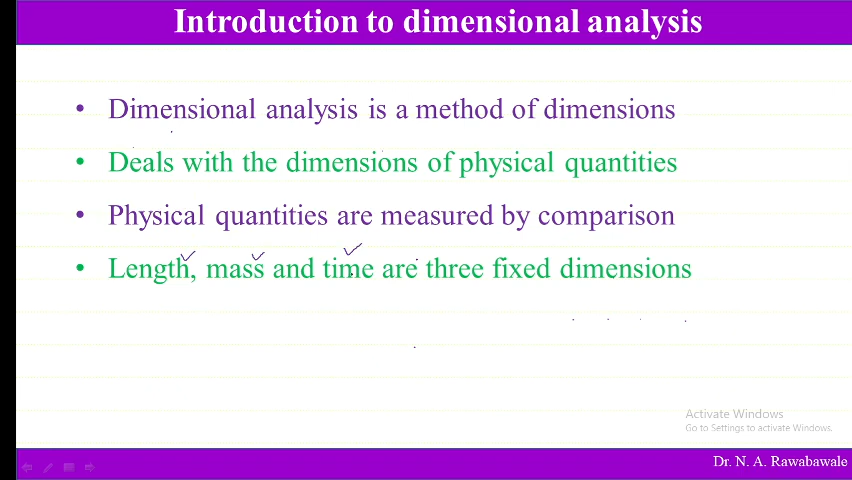 Introduction to dimensional analysis
• Dimensional analysis is a method of dimensions
• Deals with the dimensions of physical quantities
• Physical quantities are measured by comparison
• Length, mass and time are three fixed dimensions
Activate Windows
Go to Settings to activate Windows.
Dr. N. A. Rawabawale